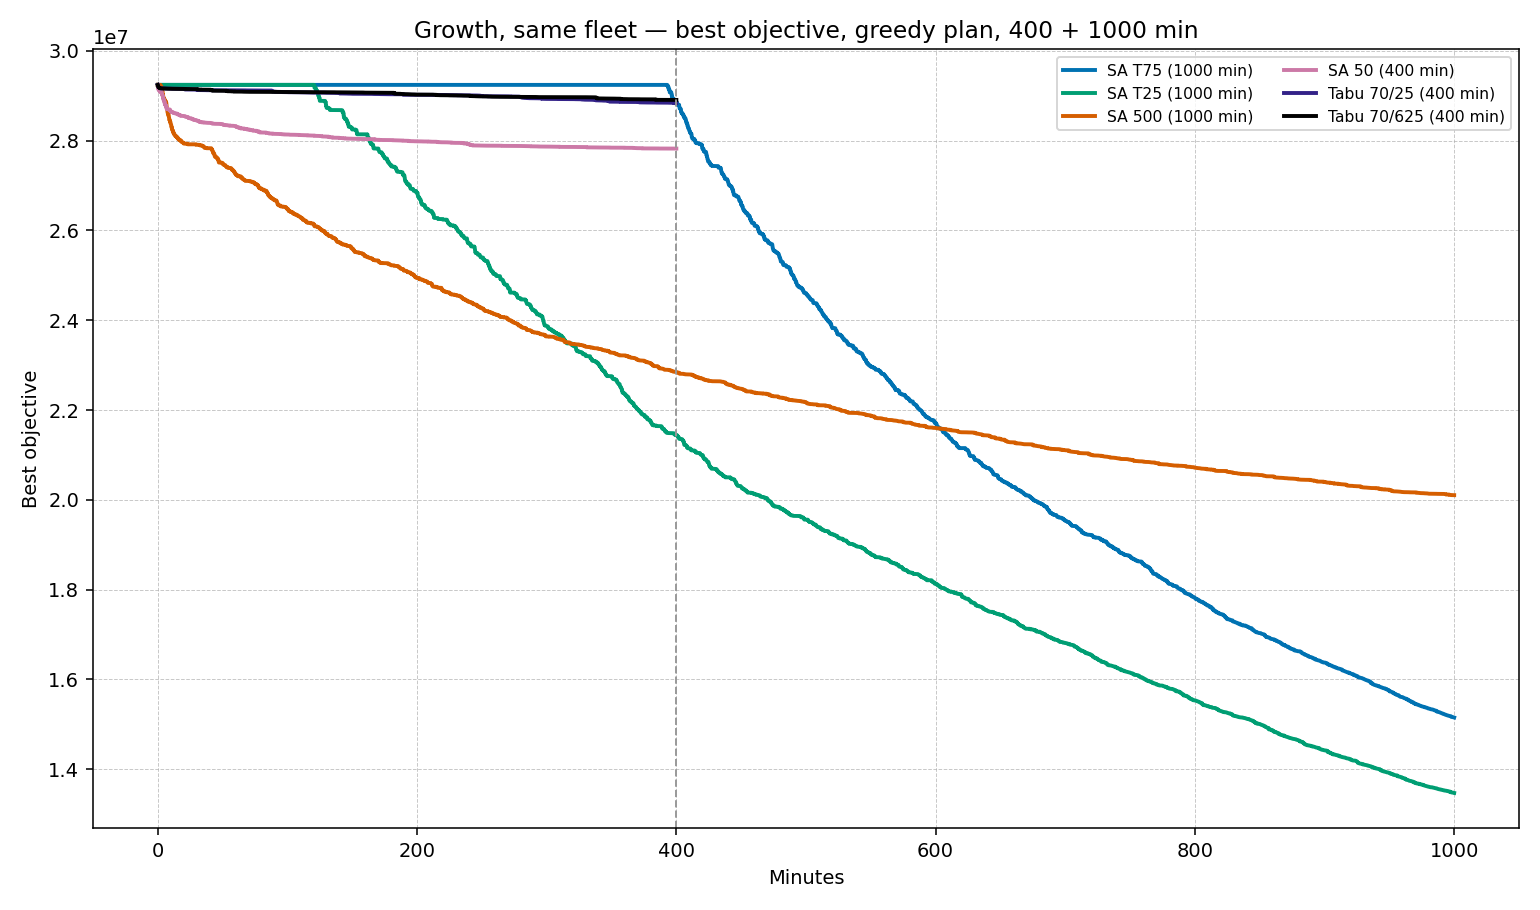 Growth, same fleet — best objective, greedy plan, 400 + 1000 min
1e7
3.0
2.8
2.6
2.4
2.2
2.0
1.8
1.6
1.4
Best objective
SA T75 (1000 min)
SA T25 (1000 min)
SA 500 (1000 min)
SA 50 (400 min)
Tabu 70/25 (400 min)
Tabu 70/625 (400 min)
0 200 400 600 800 1000
Minutes